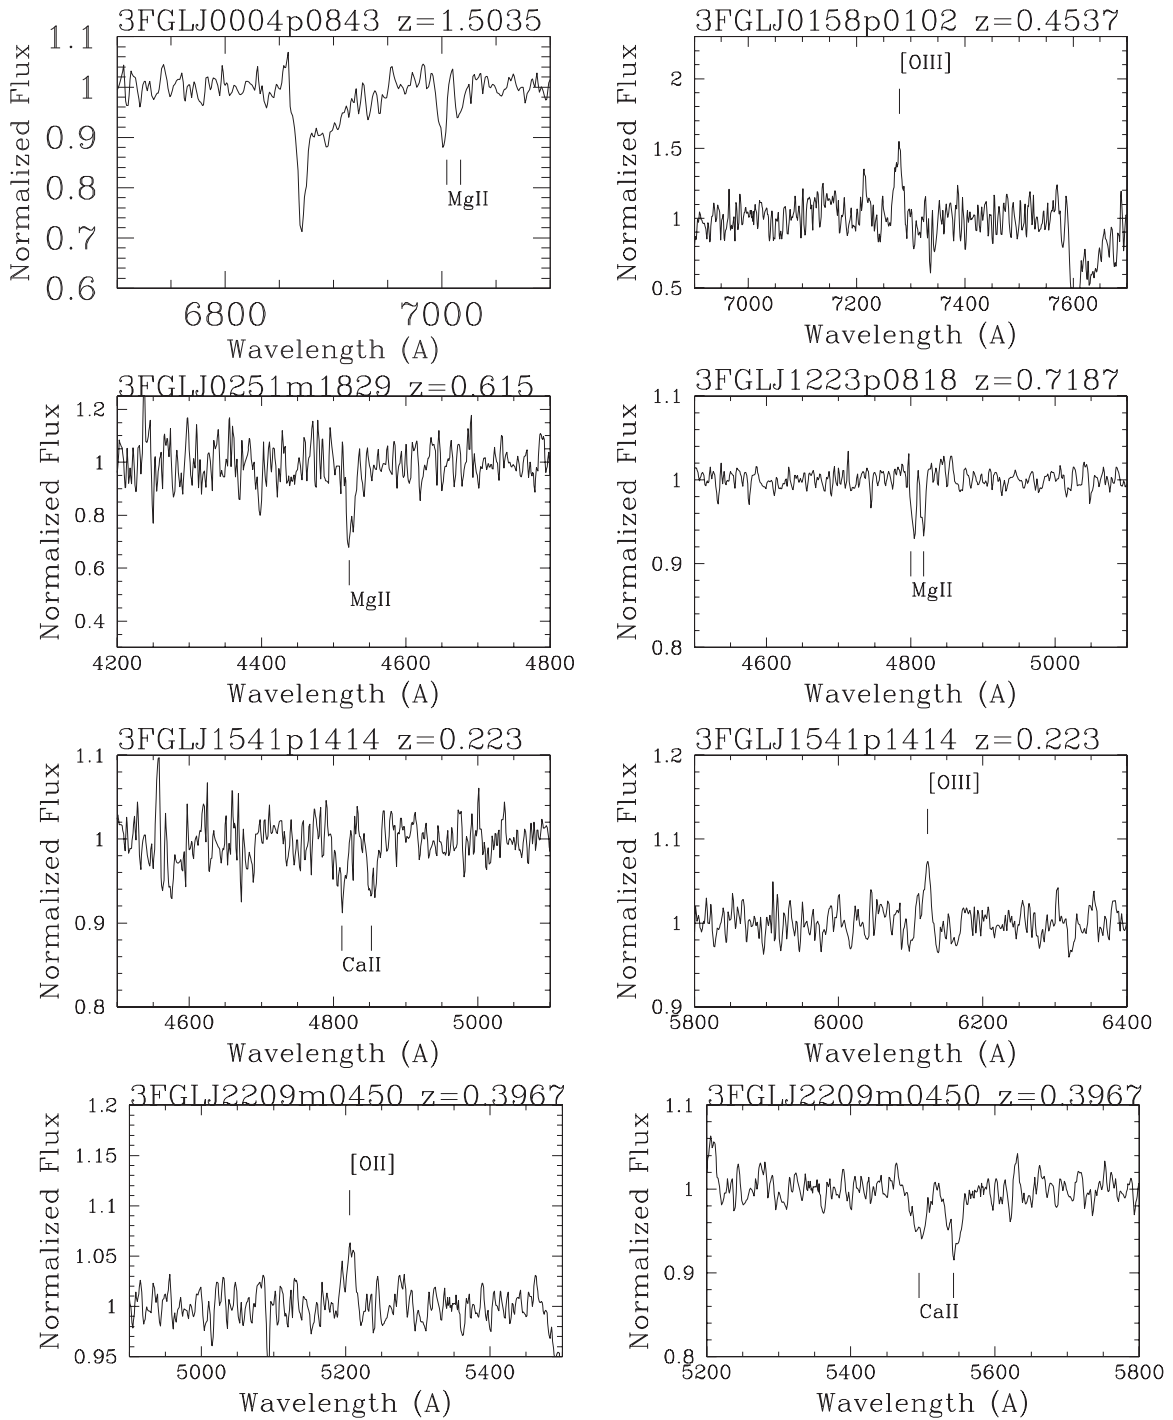 3FGLJ0004p0843 z=1.5035
1.1
1
0.9
0.8
0.7
0.6
Normalized Flux
MgII
6800 7000
Wavelength (A)
3FGLJ0158p0102 z=0.4537
[OIII]
2
1.5
1
0.5
Normalized Flux
7000 7200 7400 7600
Wavelength (A)
3FGLJ0251m1829 z=0.615
1.2
1
0.8
0.6
0.4
Normalized Flux
MgII
4200 4400 4600 4800
Wavelength (A)
3FGLJ1223p0818 z=0.7187
1.1
1
0.9
0.8
Normalized Flux
MgII
4600 4800 5000
Wavelength (A)
3FGLJ1541p1414 z=0.223
1.1
1
0.9
0.8
Normalized Flux
CaII
4600 4800 5000
Wavelength (A)
3FGLJ1541p1414 z=0.223
[OIII]
1.2
1.1
1
0.9
Normalized Flux
5800 6000 6200 6400
Wavelength (A)
3FGLJ2209m0450 z=0.3967
[OII]
1.2
1.15
1.1
1.05
1
0.95
Normalized Flux
5000 5200 5400
Wavelength (A)
3FGLJ2209m0450 z=0.3967
1.1
1
0.9
0.8
Normalized Flux
CaII
5200 5400 5600 5800
Wavelength (A)